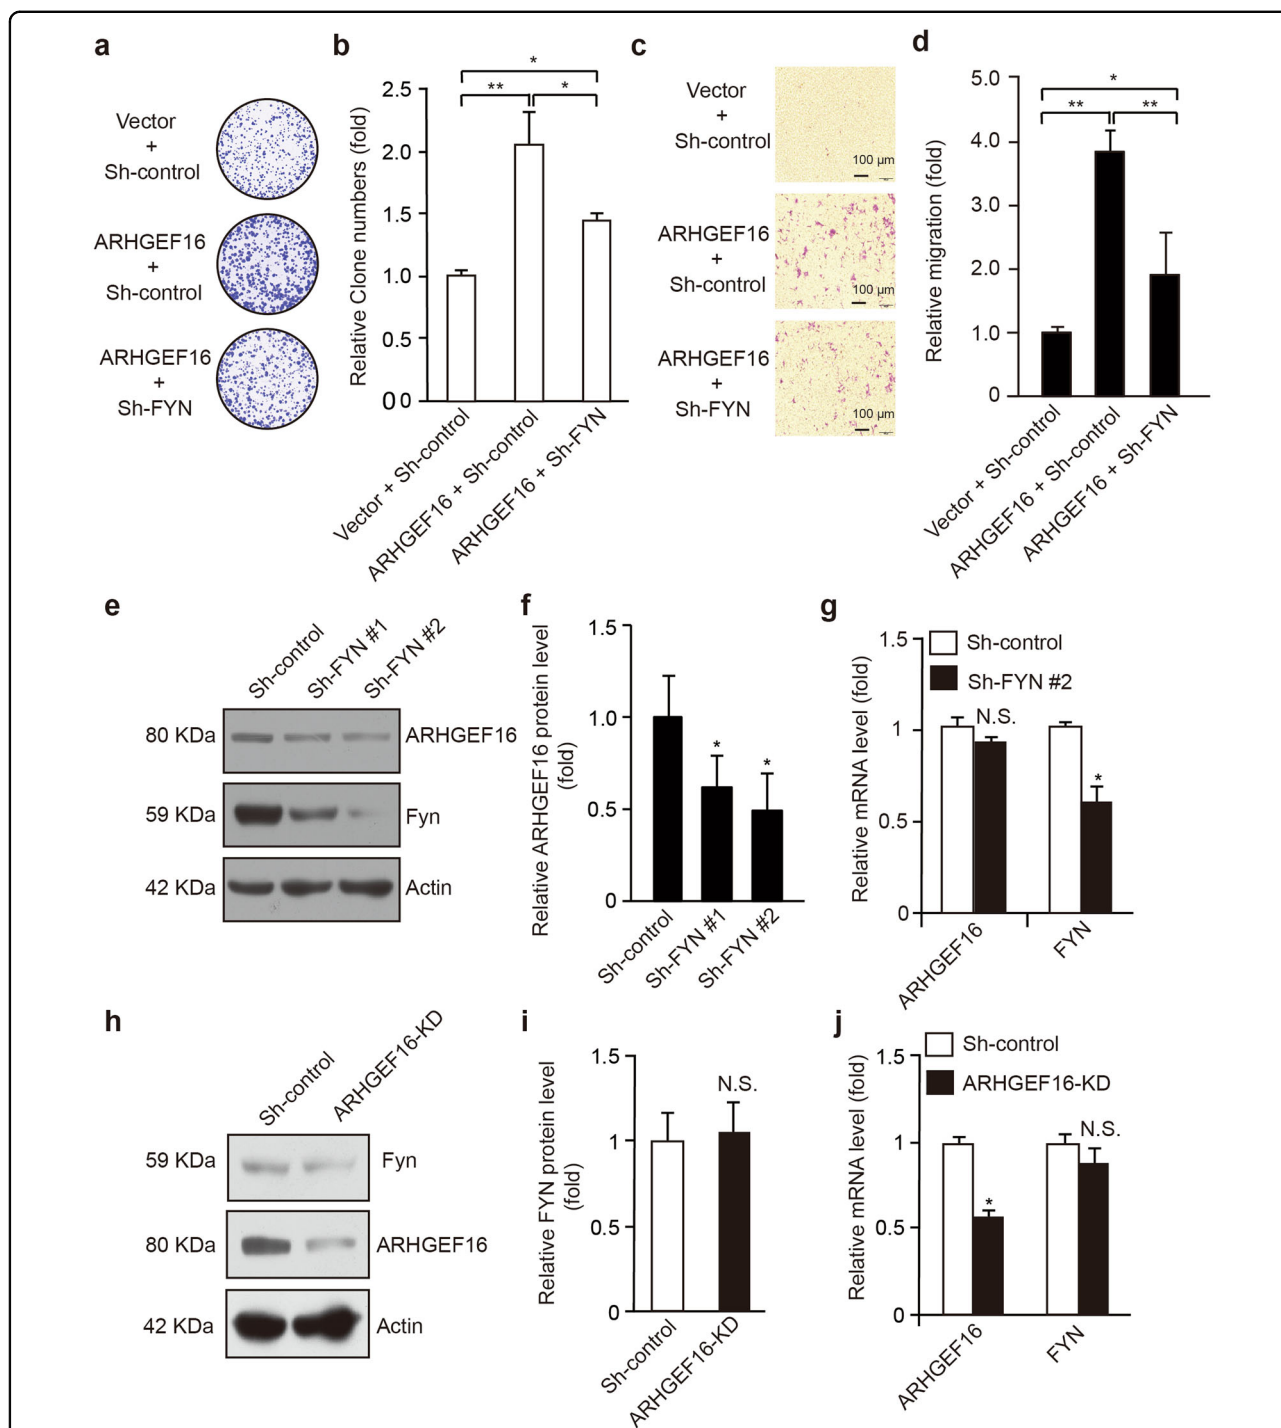 a
Vector
+
Sh-control
ARHGEF16
+
Sh-control
ARHGEF16
+
Sh-FYN
b
Relative Clone numbers (fold)
2.5
2.0
1.5
1.0
0.5
0 0
*
**
*
Vector + Sh-control
ARHGEF16 + Sh-control
ARHGEF16 + Sh-FYN
c
Vector
+
Sh-control
100 µm
ARHGEF16
+
Sh-control
100 µm
ARHGEF16
+
Sh-FYN
100 µm
d
Relative migration (fold)
5.0
4.0
3.0
2.0
1.0
0
*
**
**
Vector + Sh-control
ARHGEF16 + Sh-control
ARHGEF16 + Sh-FYN
e
Sh-control
Sh-FYN #1
Sh-FYN #2
80 KDa
ARHGEF16
59 KDa
Fyn
42 KDa
Actin
f
Relative ARHGEF16 protein level
(fold)
1.5
1.0
0.5
0
*
*
Sh-control
Sh-FYN #1
Sh-FYN #2
g
Relative mRNA level (fold)
1.5
1
0.5
0
Sh-control
Sh-FYN #2
N.S.
*
ARHGEF16
FYN
h
Sh-control
ARHGEF16-KD
59 KDa
Fyn
80 KDa
ARHGEF16
42 KDa
Actin
i
Relative FYN protein level
(fold)
1.5
1
0.5
0
N.S.
Sh-control
ARHGEF16-KD
j
Relative mRNA level (fold)
1.5
1
0.5
0
Sh-control
ARHGEF16-KD
*
N.S.
ARHGEF16
FYN